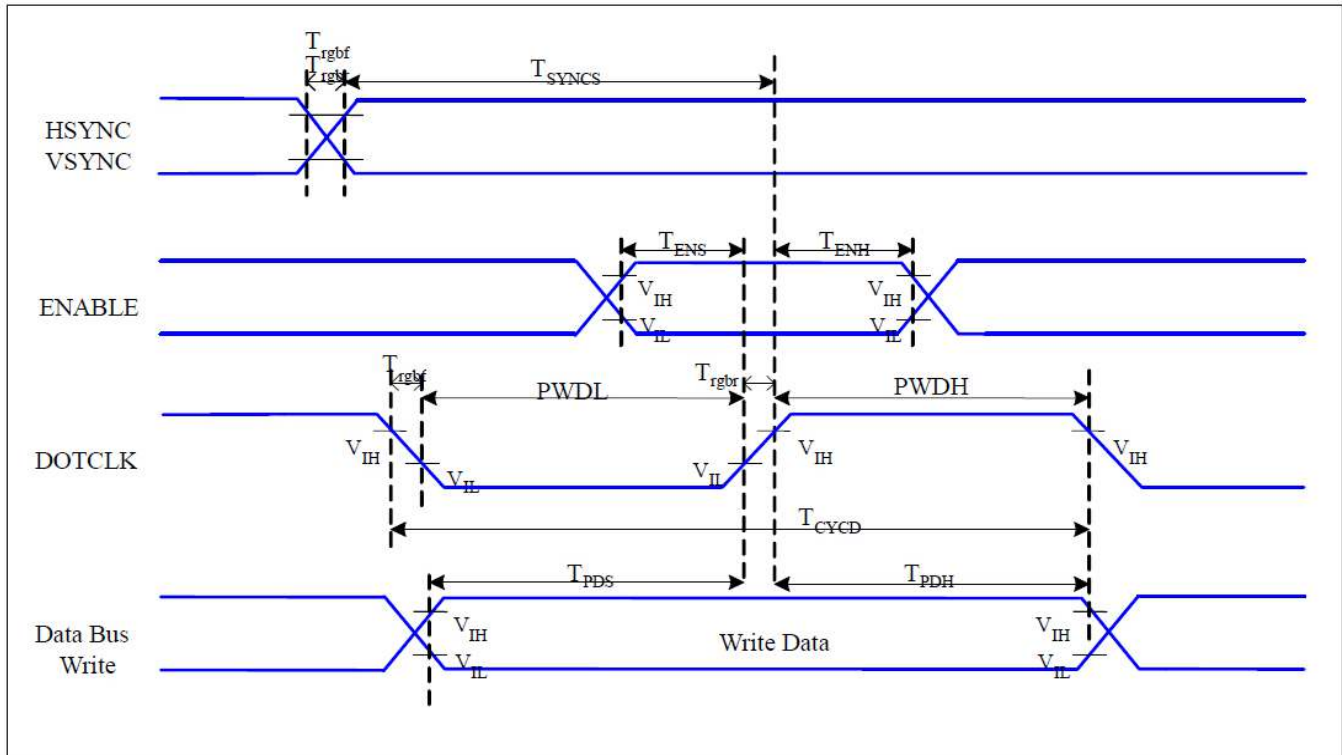 Trgbf
Trgbr
TSYNCS
HSYNC
VSYNC
TENS
TENH
VIH
VIH
ENABLE
VIL
VIL
Trgbf
Trgbr
PWDL
PWDH
VIH
VIH
VIH
DOTCLK
VIL
VIL
TCYCD
TPDS
TPDH
VIH
VIH
Data Bus
Write
Write Data
VIL
VIL